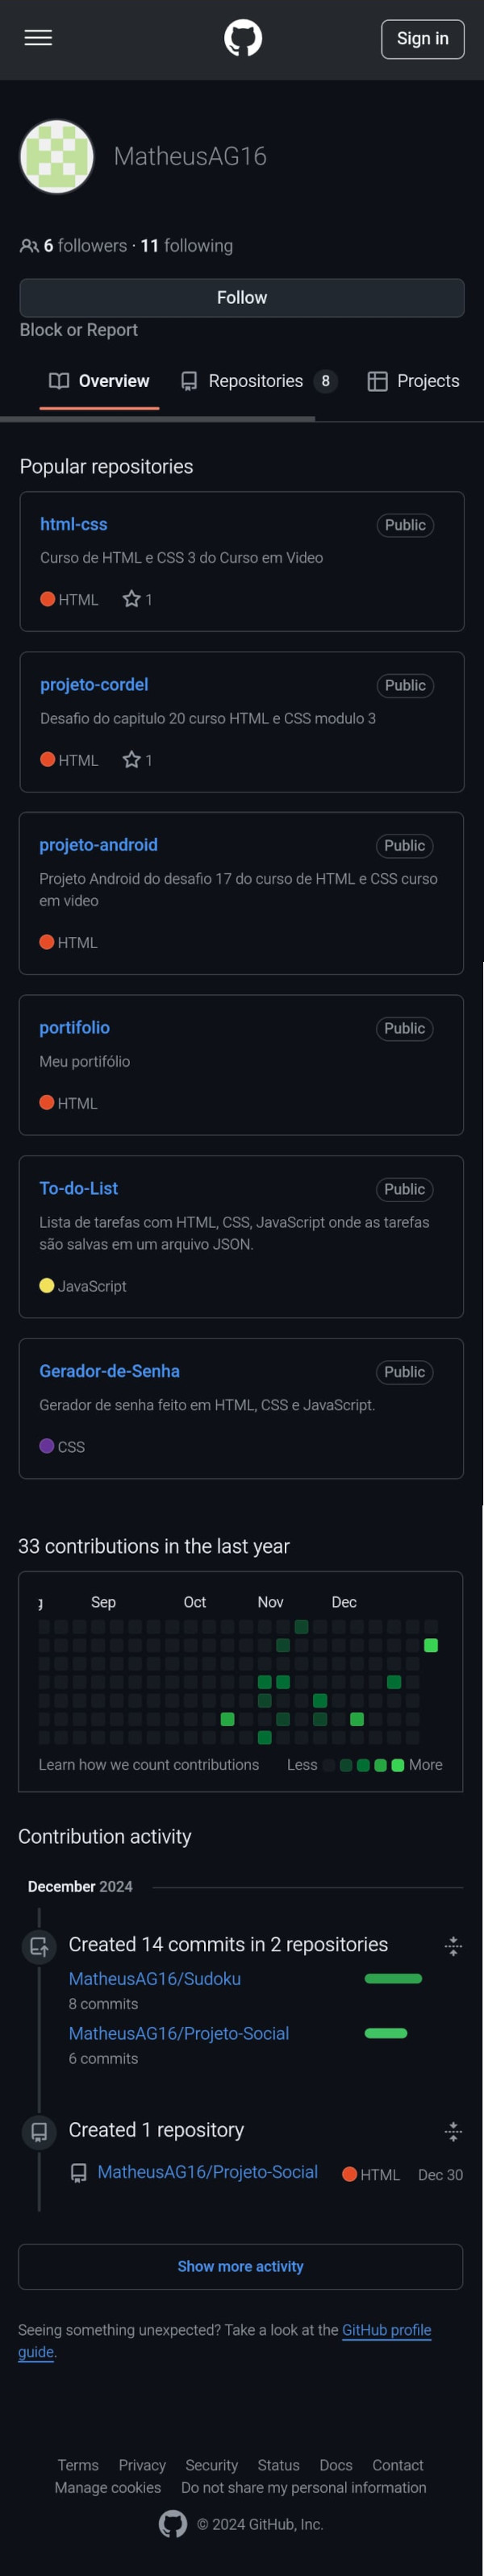 Sign in
MatheusAG16
6 followers · 11 following
Follow
Block or Report
Overview Repositories 8 Projects
Popular repositories
html-css Public
Curso de HTML e CSS 3 do Curso em Video
HTML 1
projeto-cordel Public
Desafio do capitulo 20 curso HTML e CSS modulo 3
HTML 1
projeto-android Public
Projeto Android do desafio 17 do curso de HTML e CSS curso
em video
HTML
portifolio Public
Meu portifólio
HTML
To-do-List Public
Lista de tarefas com HTML, CSS, JavaScript onde as tarefas
são salvas em um arquivo JSON.
JavaScript
Gerador-de-Senha Public
Gerador de senha feito em HTML, CSS e JavaScript.
CSS
33 contributions in the last year
g Sep Oct Nov Dec
Learn how we count contributions Less More
Contribution activity
December 2024
Created 14 commits in 2 repositories
MatheusAG16/Sudoku
8 commits
MatheusAG16/Projeto-Social
6 commits
Created 1 repository
MatheusAG16/Projeto-Social HTML Dec 30
Show more activity
Seeing something unexpected? Take a look at the GitHub profile
guide.
Terms Privacy Security Status Docs Contact
Manage cookies Do not share my personal information
© 2024 GitHub, Inc.